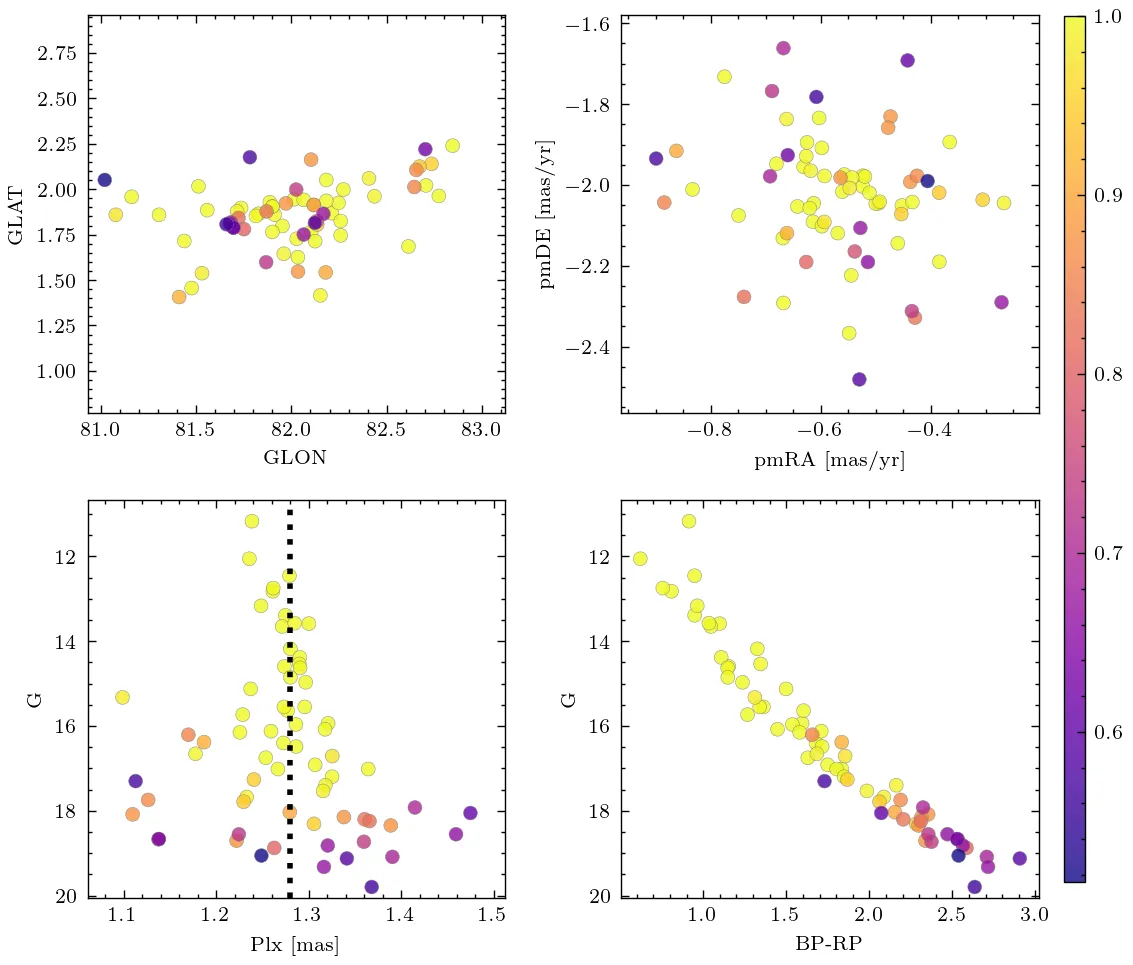 2.75
2.50
2.25
2.00
1.75
1.50
1.25
1.00
GLAT
81.0 81.5 82.0 82.5 83.0
GLON
−1.6
−1.8
−2.0
−2.2
−2.4
pmDE [mas/yr]
−0.8 −0.6 −0.4
pmRA [mas/yr]
12
14
16
18
20
G
1.1 1.2 1.3 1.4 1.5
Plx [mas]
12
14
16
18
20
G
1.0 1.5 2.0 2.5 3.0
BP-RP
1.0
0.9
0.8
0.7
0.6